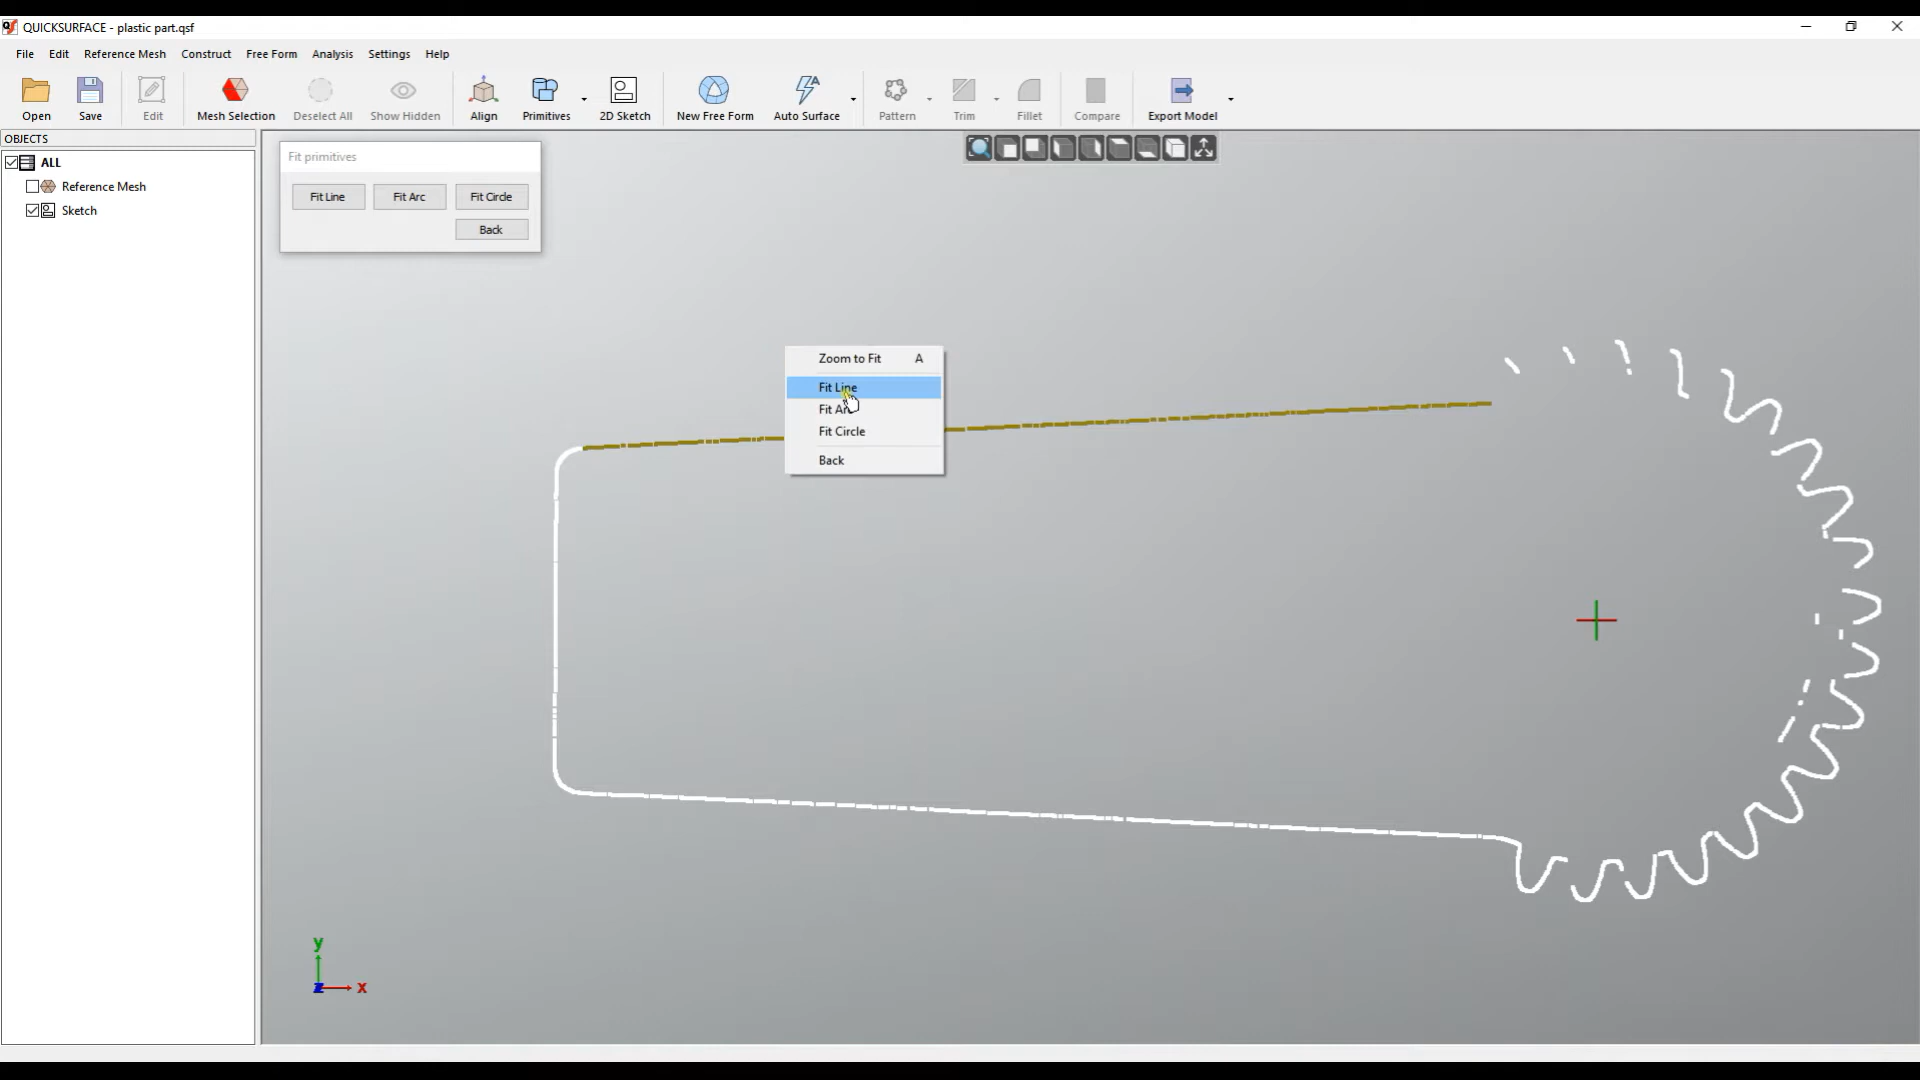 QUICKSURFACE - plastic part.qsf
File Edit Reference Mesh Construct Free Form Analysis Settings Help
Open Save Edit Mesh Selection Deselect All Show Hidden Align Primitives 2D Sketch New Free Form Auto Surface Pattern Trim Fillet Compare Export Model
OBJECTS
ALL
Reference Mesh
Sketch
Fit primitives
Fit Line Fit Arc Fit Circle
Back
Zoom to Fit A
Fit Line
Fit Arc
Fit Circle
Back
y
z x